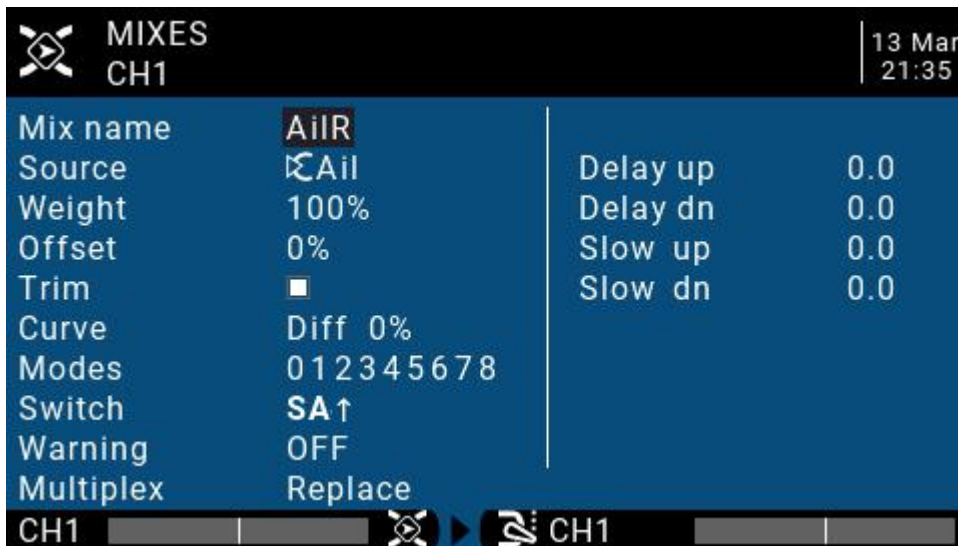 MIXES
CH1
13 Mar
21:35
Mix name AilR
Source Ail
Weight 100%
Offset 0%
Trim
Curve Diff 0%
Modes 012345678
Switch SA↑
Warning OFF
Multiplex Replace
Delay up 0.0
Delay dn 0.0
Slow up 0.0
Slow dn 0.0
CH1 CH1